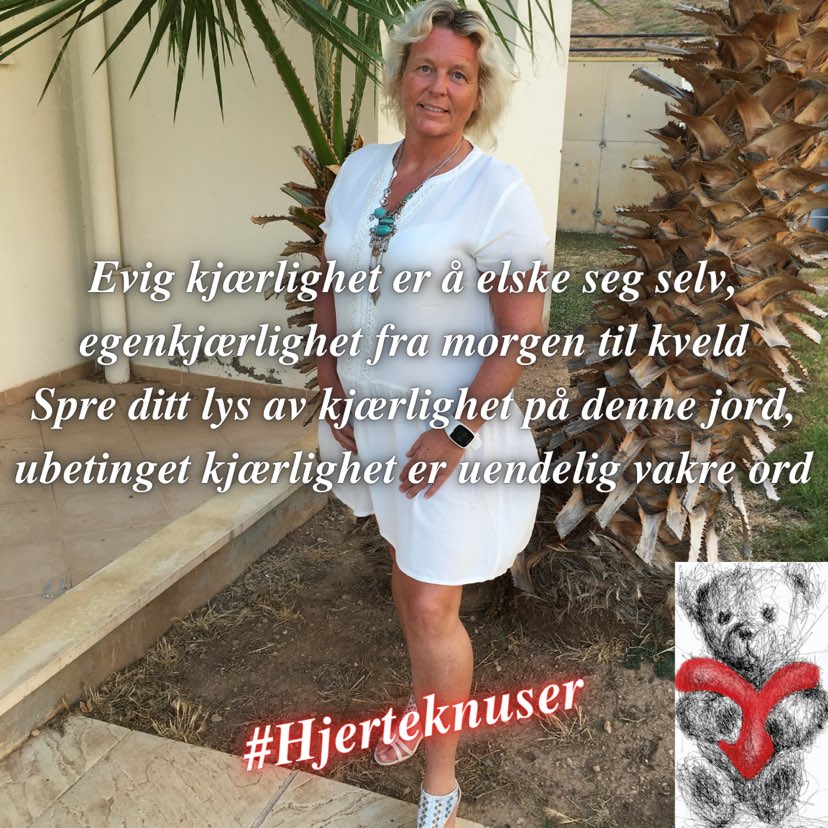 Evig kjærlighet er å elske seg selv,
egenkjærlighet fra morgen til kveld
Spre ditt lys av kjærlighet på denne jord,
ubetinget kjærlighet er uendelig vakre ord
#Hjerteknuser